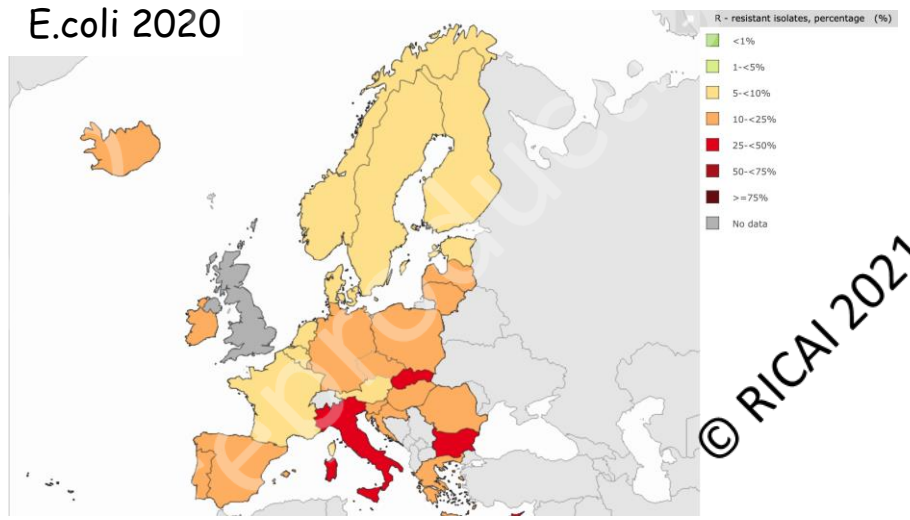 E.coli 2020
R - resistant isolates, percentage (%)
<1%
1-<5%
5-<10%
10-<25%
25-<50%
50-<75%
>=75%
No data
© RICAI 2021